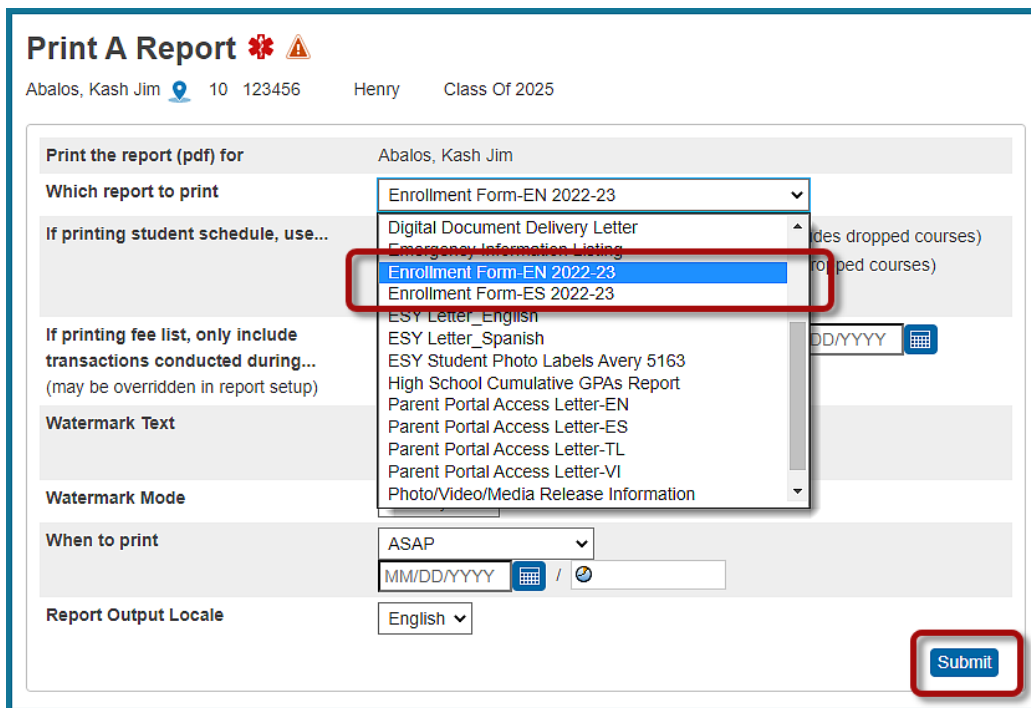 Print A Report
Abalos, Kash Jim 10 123456 Henry Class Of 2025
Print the report (pdf) for Abalos, Kash Jim
Which report to print Enrollment Form-EN 2022-23
If printing student schedule, use...
Digital Document Delivery Letter
dropped courses)
Emergency Information Listing
courses)
Enrollment Form-EN 2022-23
Enrollment Form-ES 2022-23
ESY Letter_English
ESY Letter_Spanish
ESY Student Photo Labels Avery 5163
High School Cumulative GPAs Report
Parent Portal Access Letter-EN
Parent Portal Access Letter-ES
Parent Portal Access Letter-TL
Parent Portal Access Letter-VI
Photo/Video/Media Release Information
If printing fee list, only include
transactions conducted during...
(may be overridden in report setup)
DD/YYYY
Watermark Text
Watermark Mode
When to print ASAP
MM/DD/YYYY /
Report Output Locale English
Submit